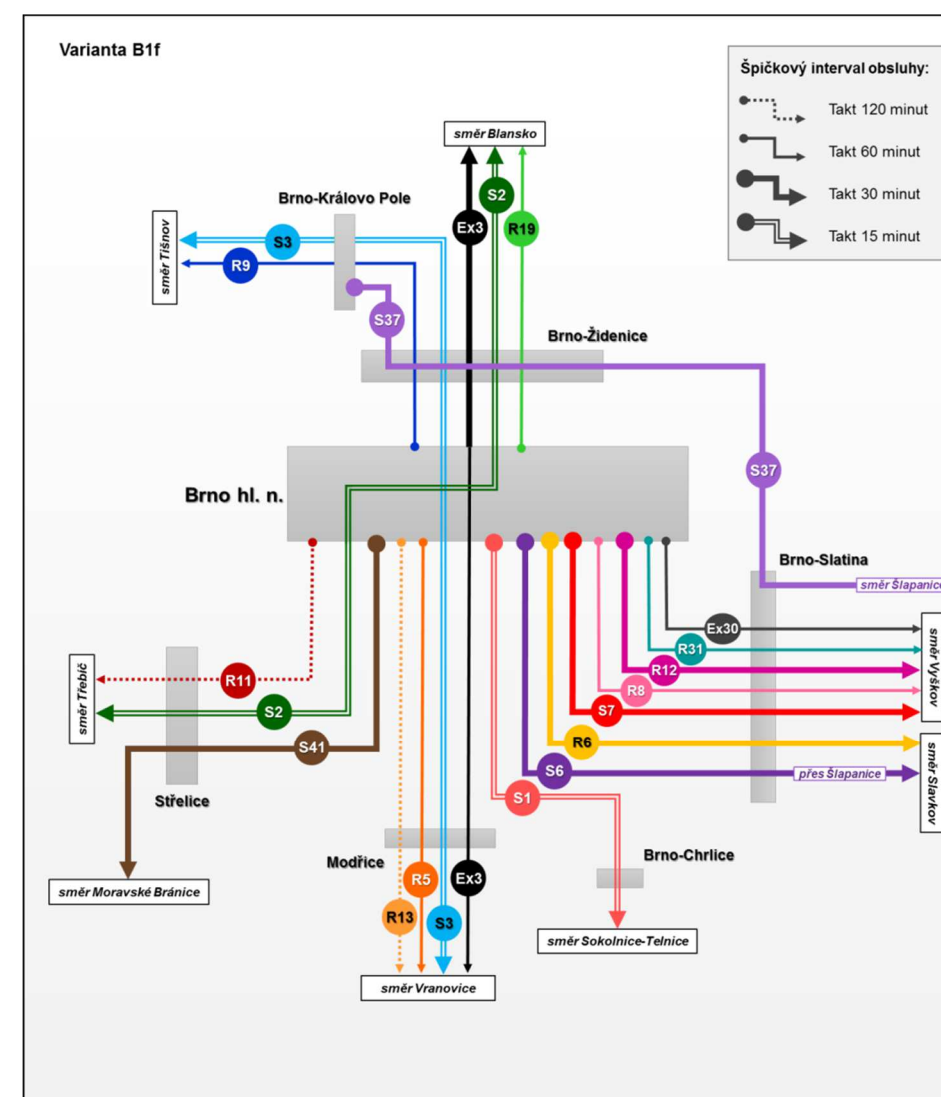 Varianta B1f
Špičkový interval obsluhy:
Takt 120 minut
Takt 60 minut
Takt 30 minut
Takt 15 minut
směr Blansko
Brno-Královo Pole
S2
Ex3
R19
směr Tišnov
S3
R9
S37
Brno-Židenice
Brno hl. n.
S37
Brno-Slatina
směr Šlapanice
Ex30
směr Vyškov
R31
R12
R8
S7
směr Třebíč
R11
S2
S41
Střelice
R6
S6
přes Šlapanice
směr Slavkov
S1
Modřice
Brno-Chrlice
R5
Ex3
směr Moravské Bránice
R13
S3
směr Sokolnice-Telnice
směr Vranovice